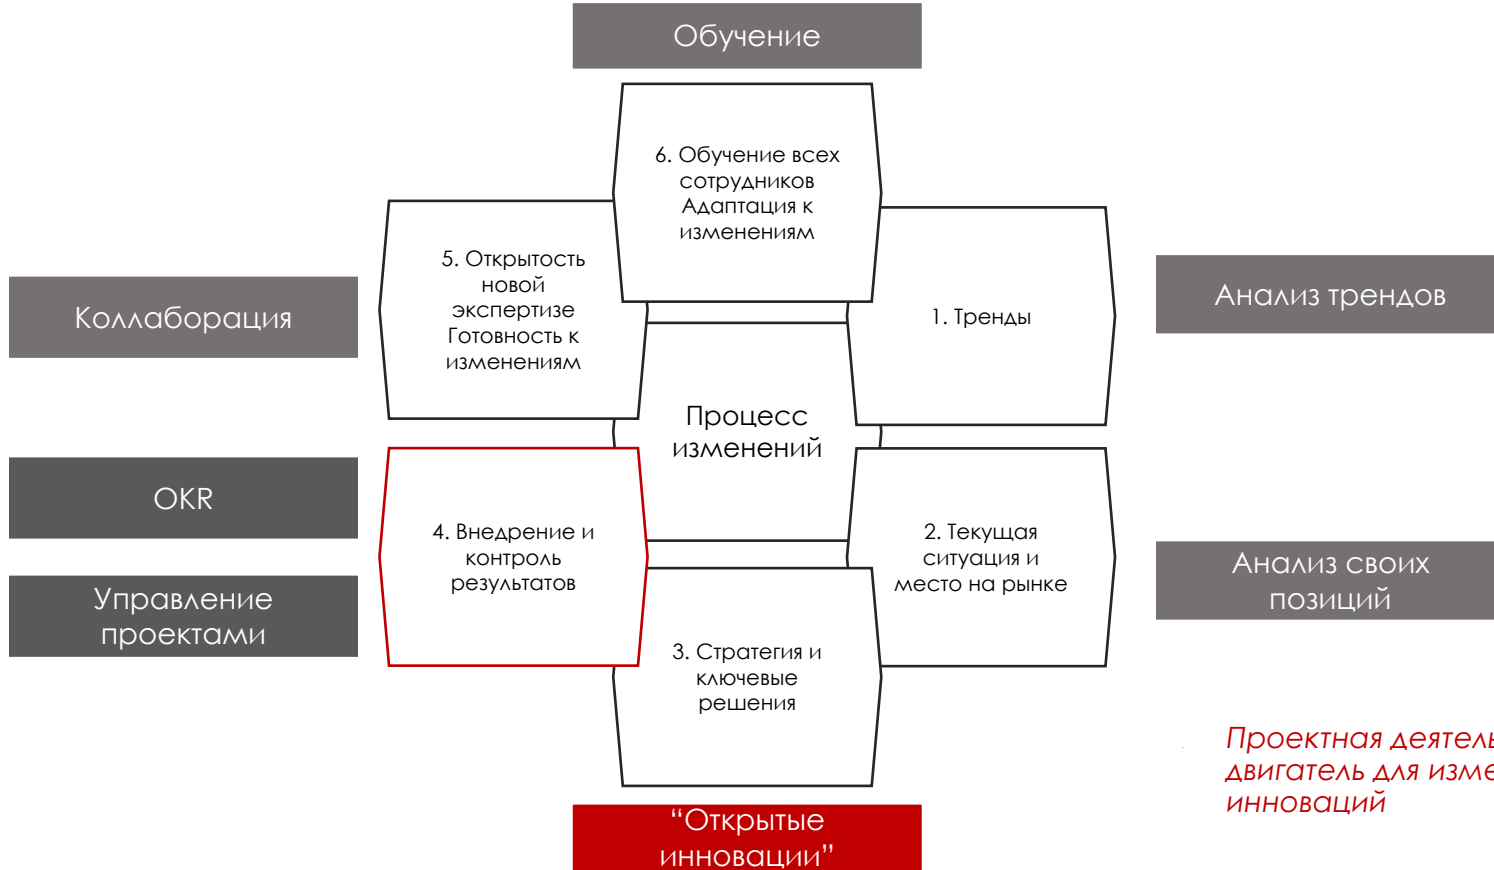 Обучение
6. Обучение всех
сотрудников
Адаптация к
изменениям
5. Открытость
новой
экспертизе
Готовность к
изменениям
1. Тренды
Анализ трендов
Коллаборация
Процесс
изменений
OKR
4. Внедрение и
контроль
результатов
2. Текущая
ситуация и
место на рынке
Анализ своих
позиций
Управление
проектами
3. Стратегия и
ключевые
решения
Проектная
двигатель для
инноваций
“Открытые
инновации”